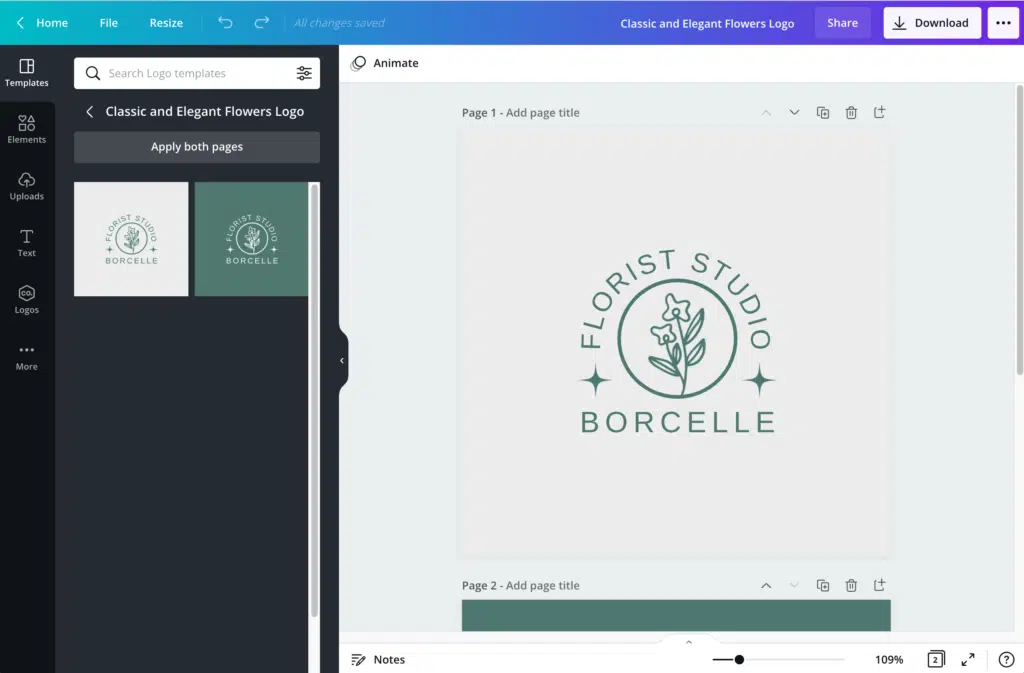 Home File Resize All changes saved Classic and Elegant Flowers Logo Share Download
Templates
Elements
Uploads
Text
CO.
Logos
More
Search Logo templates
Classic and Elegant Flowers Logo
Apply both pages
FLORIST STUDIO
BORCELLE
FLORIST STUDIO
BORCELLE
Animate
Page 1 - Add page title
FLORIST STUDIO
BORCELLE
Page 2 - Add page title
Notes 109% 2 ?